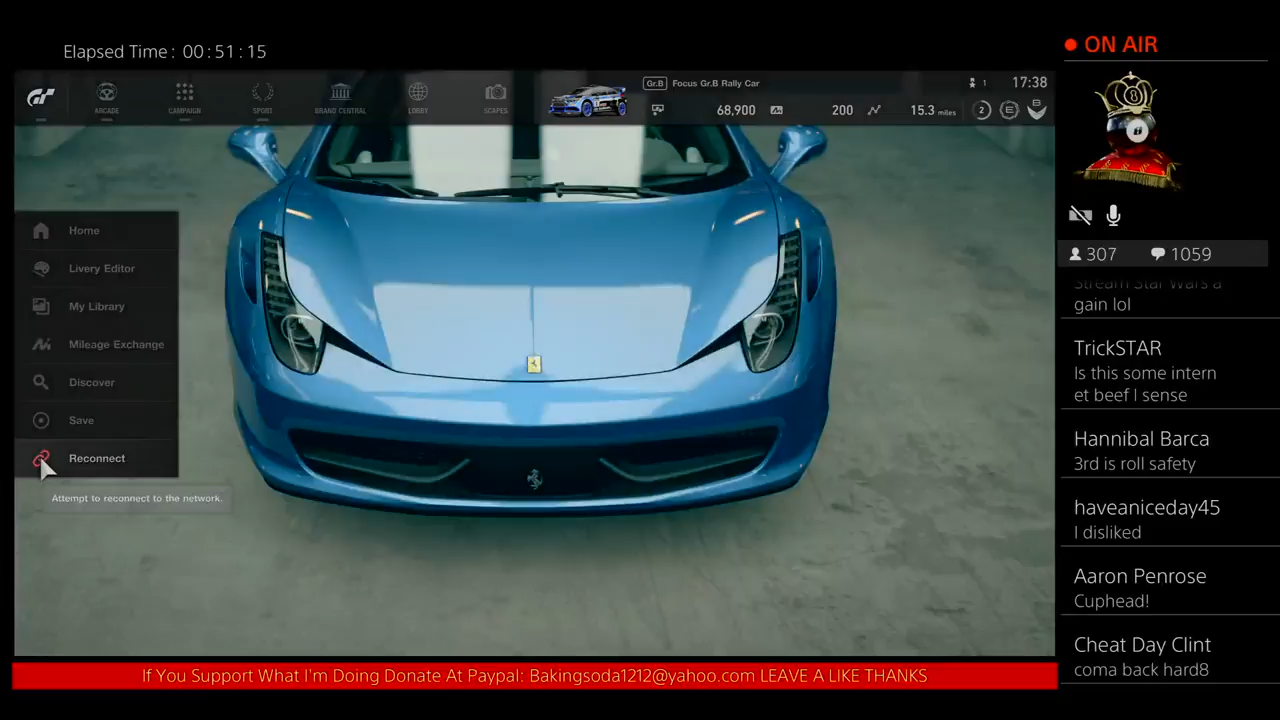 Elapsed Time: 00:51:15
ON AIR
ARCADE
CAMPAIGN
SPORT
BRAND CENTRAL
LOBBY
SCAPES
Gr.B Focus Gr.B Rally Car
1 17:38
68,900 200 15.3 miles 2 E B
Home
Livery Editor
My Library
Mileage Exchange
Discover
Save
Reconnect
Attempt to reconnect to the network.
307 1059
Stream Star Wars a
gain lol
TrickSTAR
Is this some intern
et beef I sense
Hannibal Barca
3rd is roll safety
haveaniceday45
I disliked
Aaron Penrose
Cuphead!
Cheat Day Clint
coma back hard8
If You Support What I'm Doing Donate At Paypal: Bakingsoda1212@yahoo.com LEAVE A LIKE THANKS